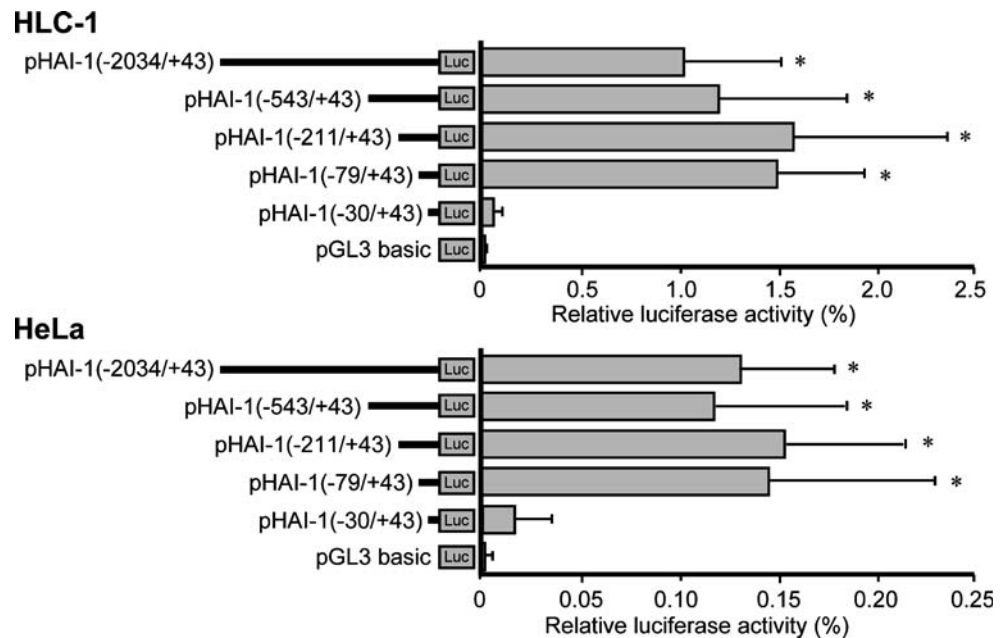 HLC-1
pHAI-1(-2034/+43) Luc *
pHAI-1(-543/+43) Luc *
pHAI-1(-211/+43) Luc *
pHAI-1(-79/+43) Luc *
pHAI-1(-30/+43) Luc
pGL3 basic Luc
0 0.5 1.0 1.5 2.0 2.5
Relative luciferase activity (%)
HeLa
pHAI-1(-2034/+43) Luc *
pHAI-1(-543/+43) Luc *
pHAI-1(-211/+43) Luc *
pHAI-1(-79/+43) Luc *
pHAI-1(-30/+43) Luc
pGL3 basic Luc
0 0.05 0.10 0.15 0.20 0.25
Relative luciferase activity (%)